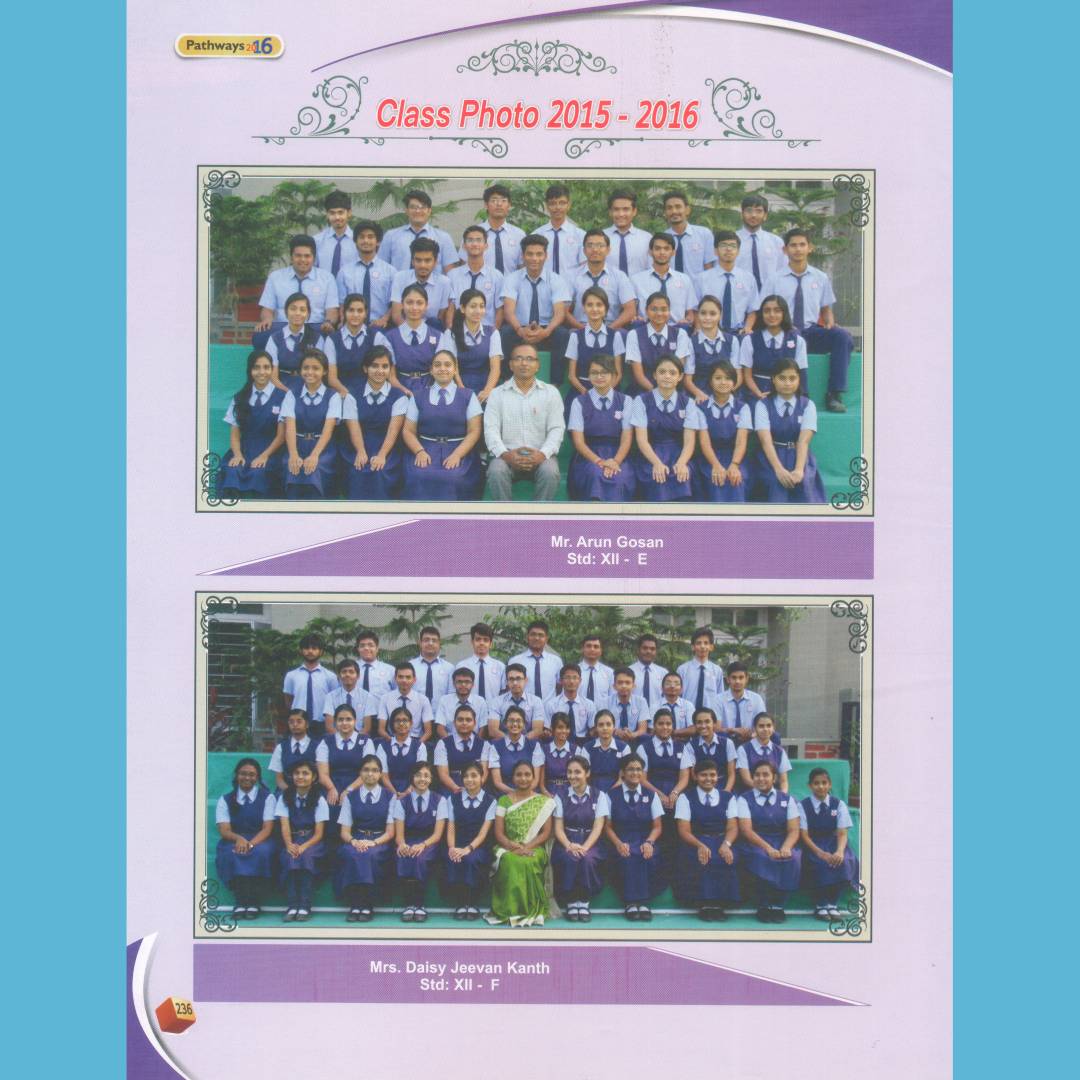 Pathways 2016
Class Photo 2015 - 2016
Mr. Arun Gosan
Std: XII - E
Mrs. Daisy Jeevan Kanth
Std: XII - F
236